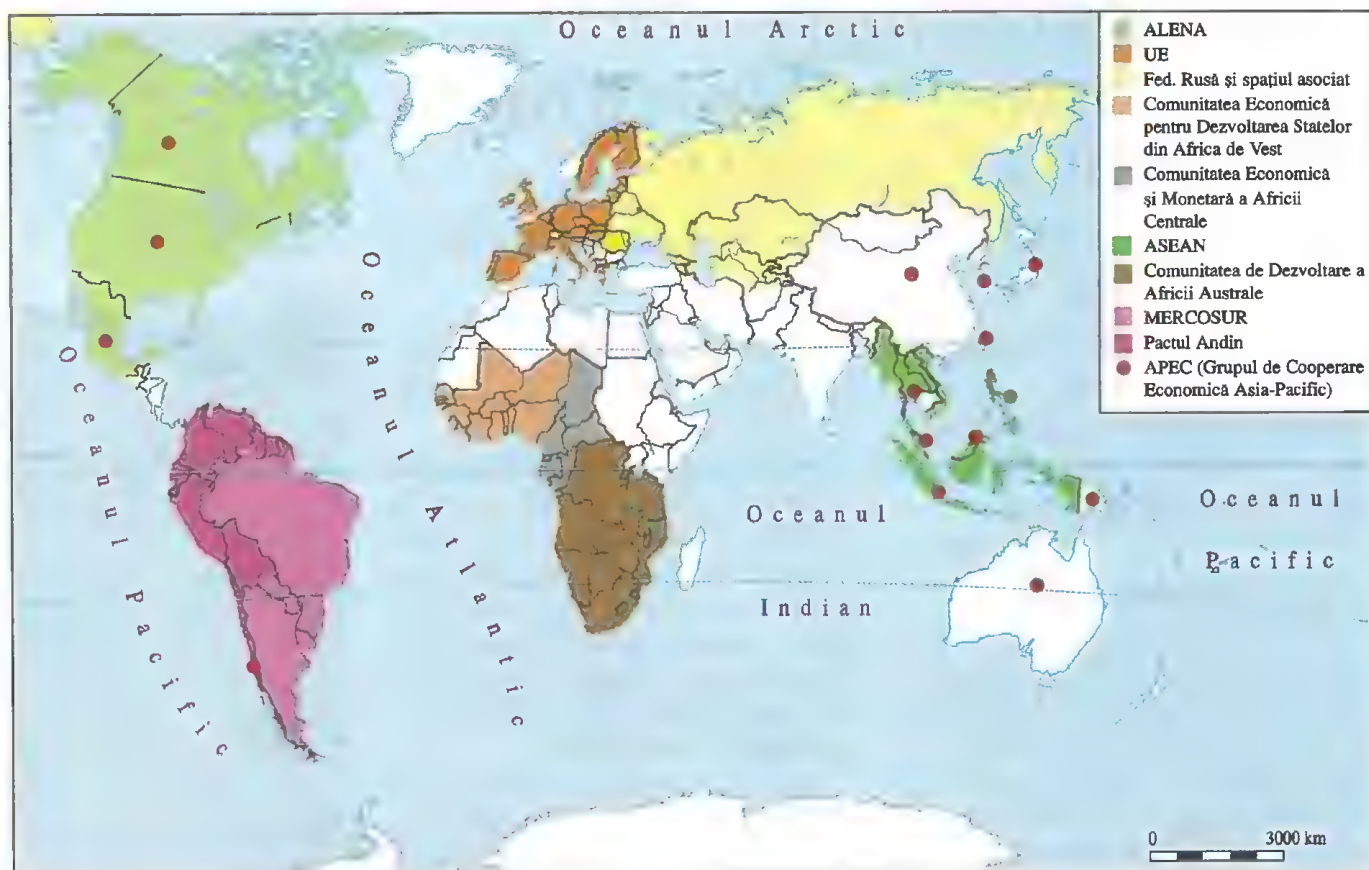 Oceanul Arctic
Oceanul Pacific
Oceanul Atlantic
Oceanul
Indian
Oceanul
Pacific
ALENA
UE
Fed. Rusă și spațiul asociat
Comunitatea Economică
pentru Dezvoltarea Statelor
din Africa de Vest
Comunitatea Economică
și Monetară a Africii
Centrale
ASEAN
Comunitatea de Dezvoltare a
Africii Australe
MERCOSUR
Pactul Andin
APEC (Grupul de Cooperare
Economică Asia-Pacific)
0 3000 km